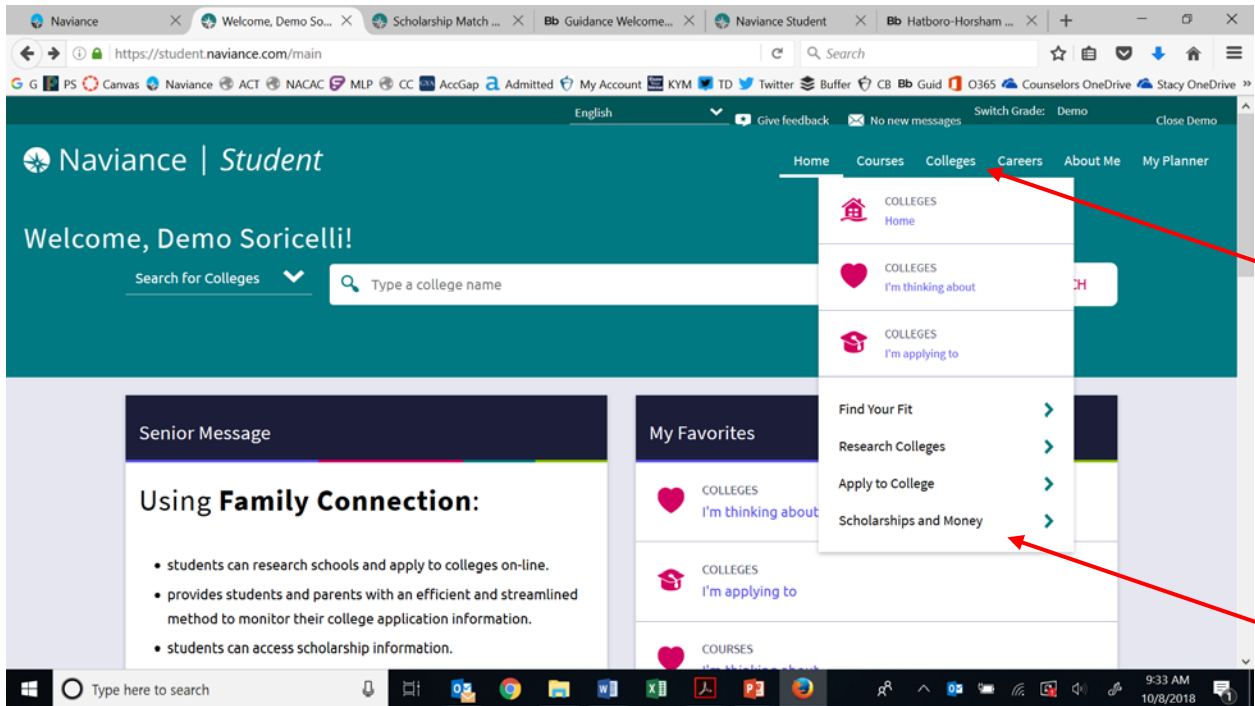 Naviance
Welcome, Demo So...
Scholarship Match ...
Bb Guidance Welcome...
Naviance Student
Bb Hatboro-Horsham ...
https://student.naviance.com/main
Search
G PS Canvas Naviance ACT NACAC MLP CC AccGap Admitted My Account KYM TD Twitter Buffer CB Bb Guid O365 Counselors OneDrive Stacy OneDrive »
English Give feedback No new messages Switch Grade: Demo Close Demo
Naviance | Student
Home Courses Colleges Careers About Me My Planner
COLLEGES
Home
COLLEGES
I'm thinking about
COLLEGES
I'm applying to
Find Your Fit
Research Colleges
Apply to College
Scholarships and Money
Welcome, Demo Soricelli!
Search for Colleges Type a college name CH
Senior Message
Using Family Connection:
• students can research schools and apply to colleges on-line.
• provides students and parents with an efficient and streamlined
method to monitor their college application information.
• students can access scholarship information.
My Favorites
COLLEGES
I'm thinking about
COLLEGES
I'm applying to
COURSES
I'm thinking about
Type here to search
9:33 AM
10/8/2018